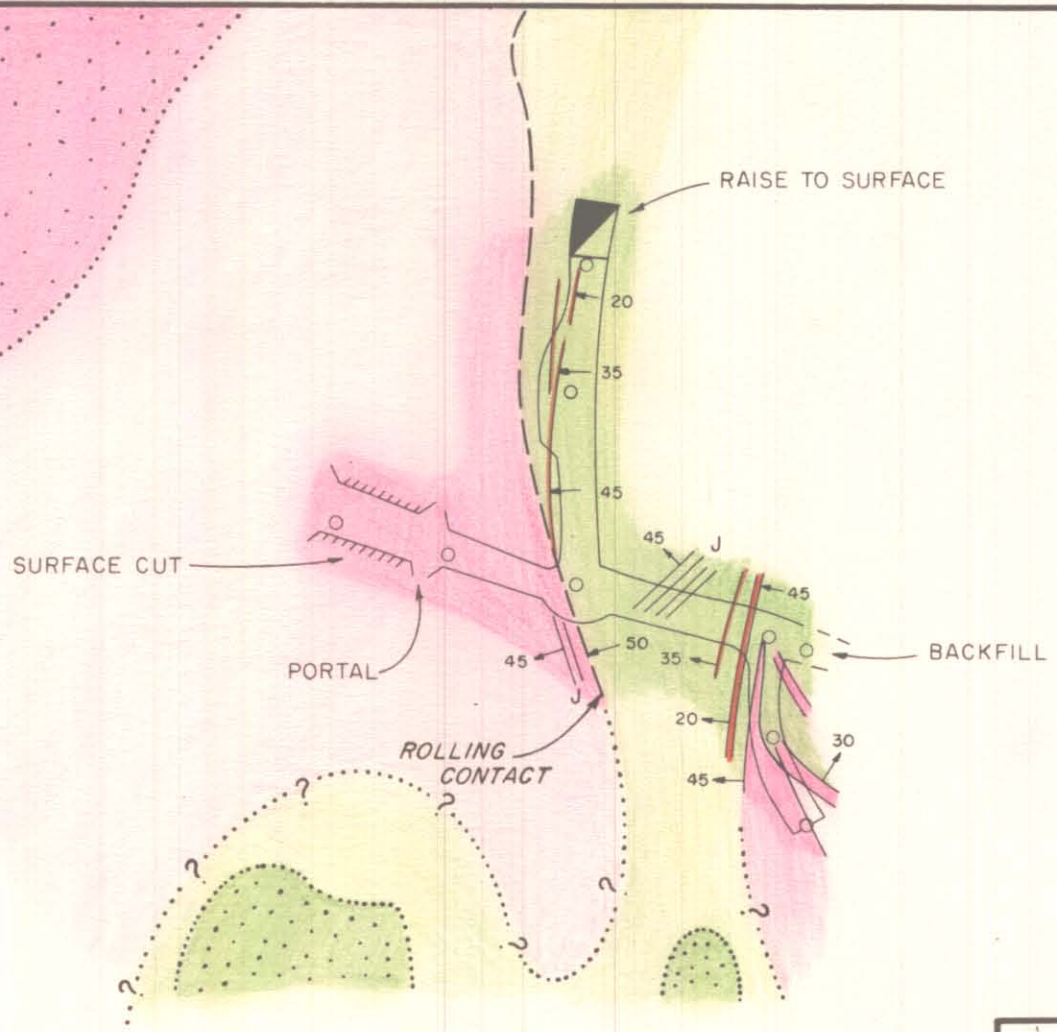 RAISE TO SURFACE
20
35
45
45 J
45
SURFACE CUT
50
45
35
BACKFILL
PORTAL
J
20
30
ROLLING
CONTACT
45
?
?
?
?
?
?
?